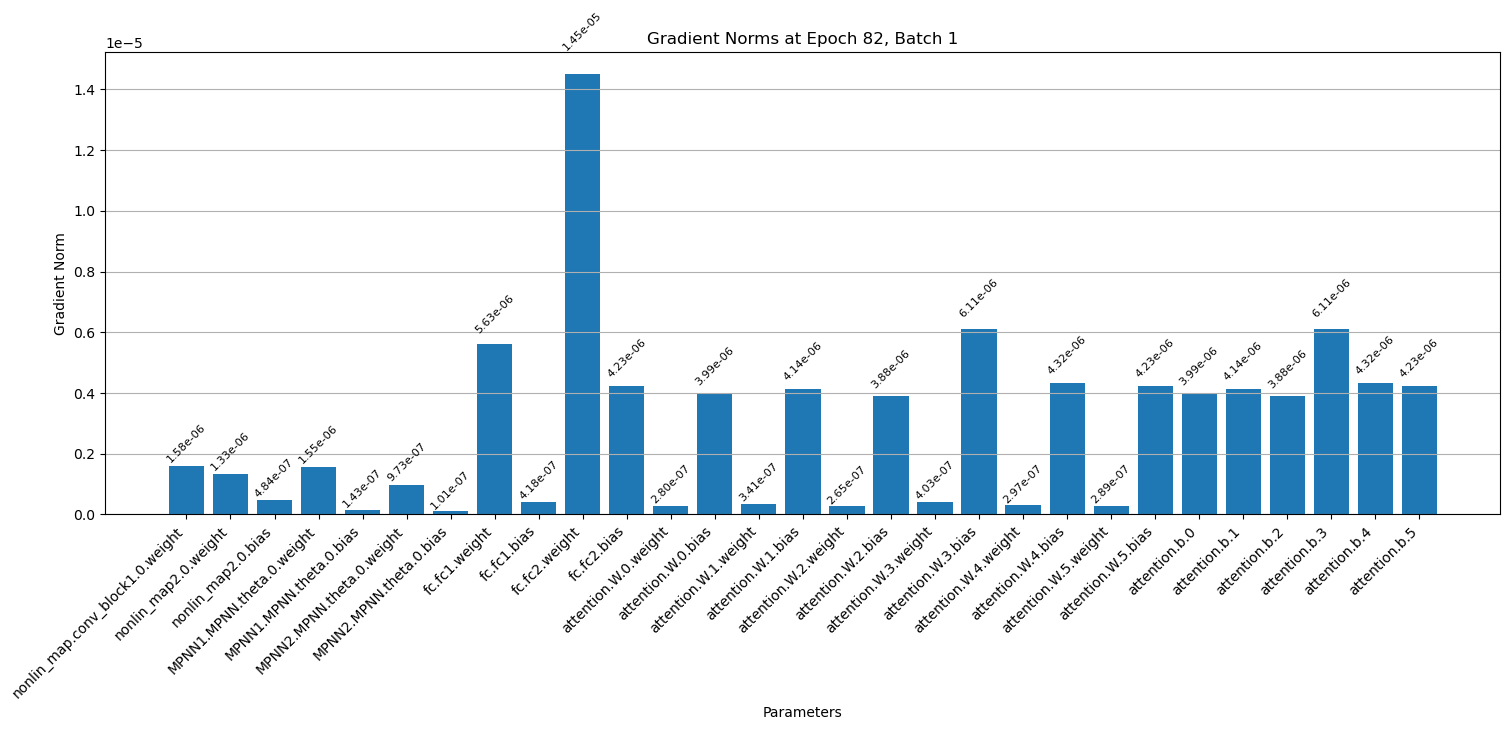 Gradient Norms at Epoch 82, Batch 1
1e−5
Gradient Norm
1.4
1.2
1.0
0.8
0.6
0.4
0.2
0.0
1.58e-06
1.33e-06
4.84e-07
1.55e-06
1.43e-07
9.73e-07
1.01e-07
5.63e-06
4.18e-07
1.45e-05
4.23e-06
2.80e-07
3.99e-06
3.41e-07
4.14e-06
2.65e-07
3.88e-06
4.03e-07
6.11e-06
2.97e-07
4.32e-06
2.89e-07
4.23e-06
3.99e-06
4.14e-06
3.88e-06
6.11e-06
4.32e-06
4.23e-06
nonlin_map.conv_block1.0.weight
nonlin_map2.0.weight
nonlin_map2.0.bias
MPNN1.MPNN.theta.0.weight
MPNN1.MPNN.theta.0.bias
MPNN2.MPNN.theta.0.weight
MPNN2.MPNN.theta.0.bias
fc.fc1.weight
fc.fc1.bias
fc.fc2.weight
fc.fc2.bias
attention.W.0.weight
attention.W.0.bias
attention.W.1.weight
attention.W.1.bias
attention.W.2.weight
attention.W.2.bias
attention.W.3.weight
attention.W.3.bias
attention.W.4.weight
attention.W.4.bias
attention.W.5.weight
attention.W.5.bias
attention.b.0
attention.b.1
attention.b.2
attention.b.3
attention.b.4
attention.b.5
Parameters